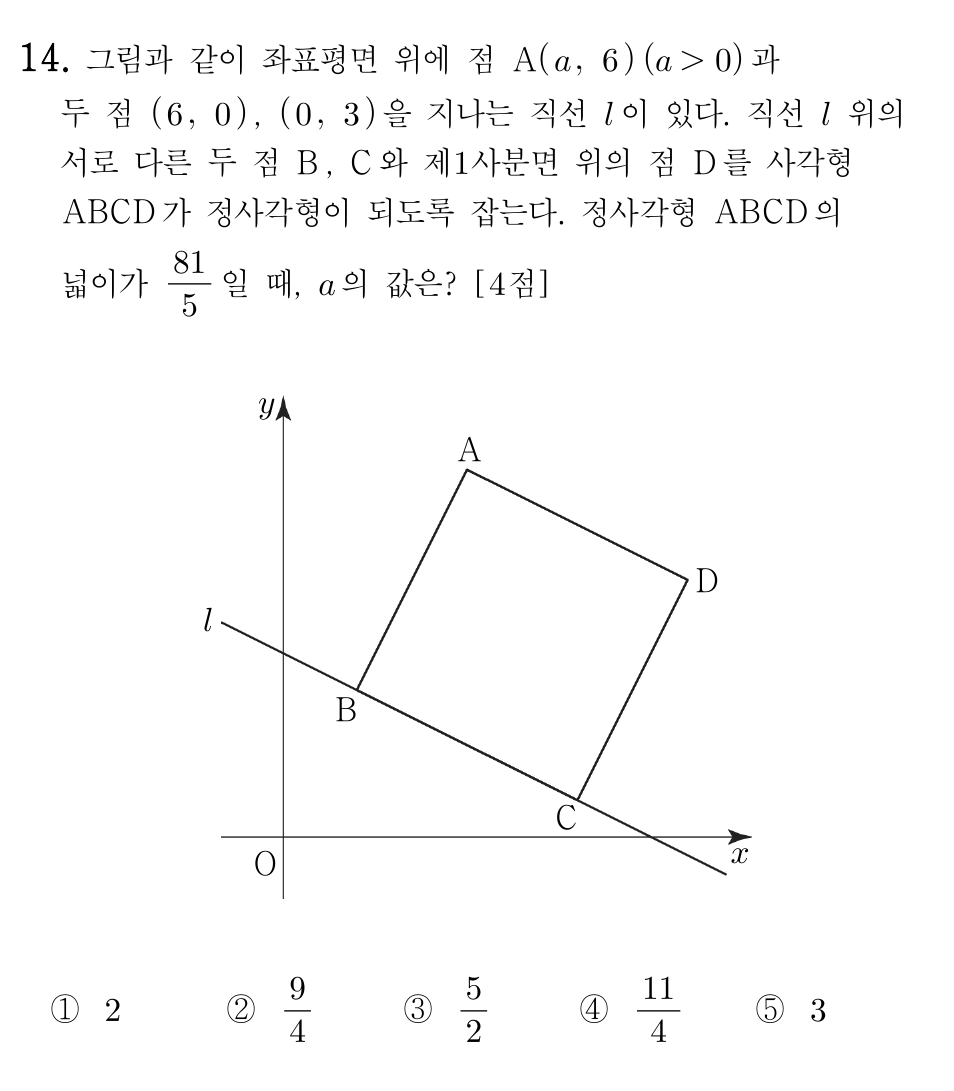 14. 그림과 같이 좌표평면 위에 점 A(a, 6)(a > 0)과
두 점 (6, 0), (0, 3)을 지나는 직선 l이 있다. 직선 l 위의
서로 다른 두 점 B, C와 제1사분면 위의 점 D를 사각형
ABCD가 정사각형이 되도록 잡는다. 정사각형 ABCD의
넓이가 81/5일 때, a의 값은? [4점]
y
A
D
l
B
C
O
x
① 2 ② 9/4 ③ 5/2 ④ 11/4 ⑤ 3